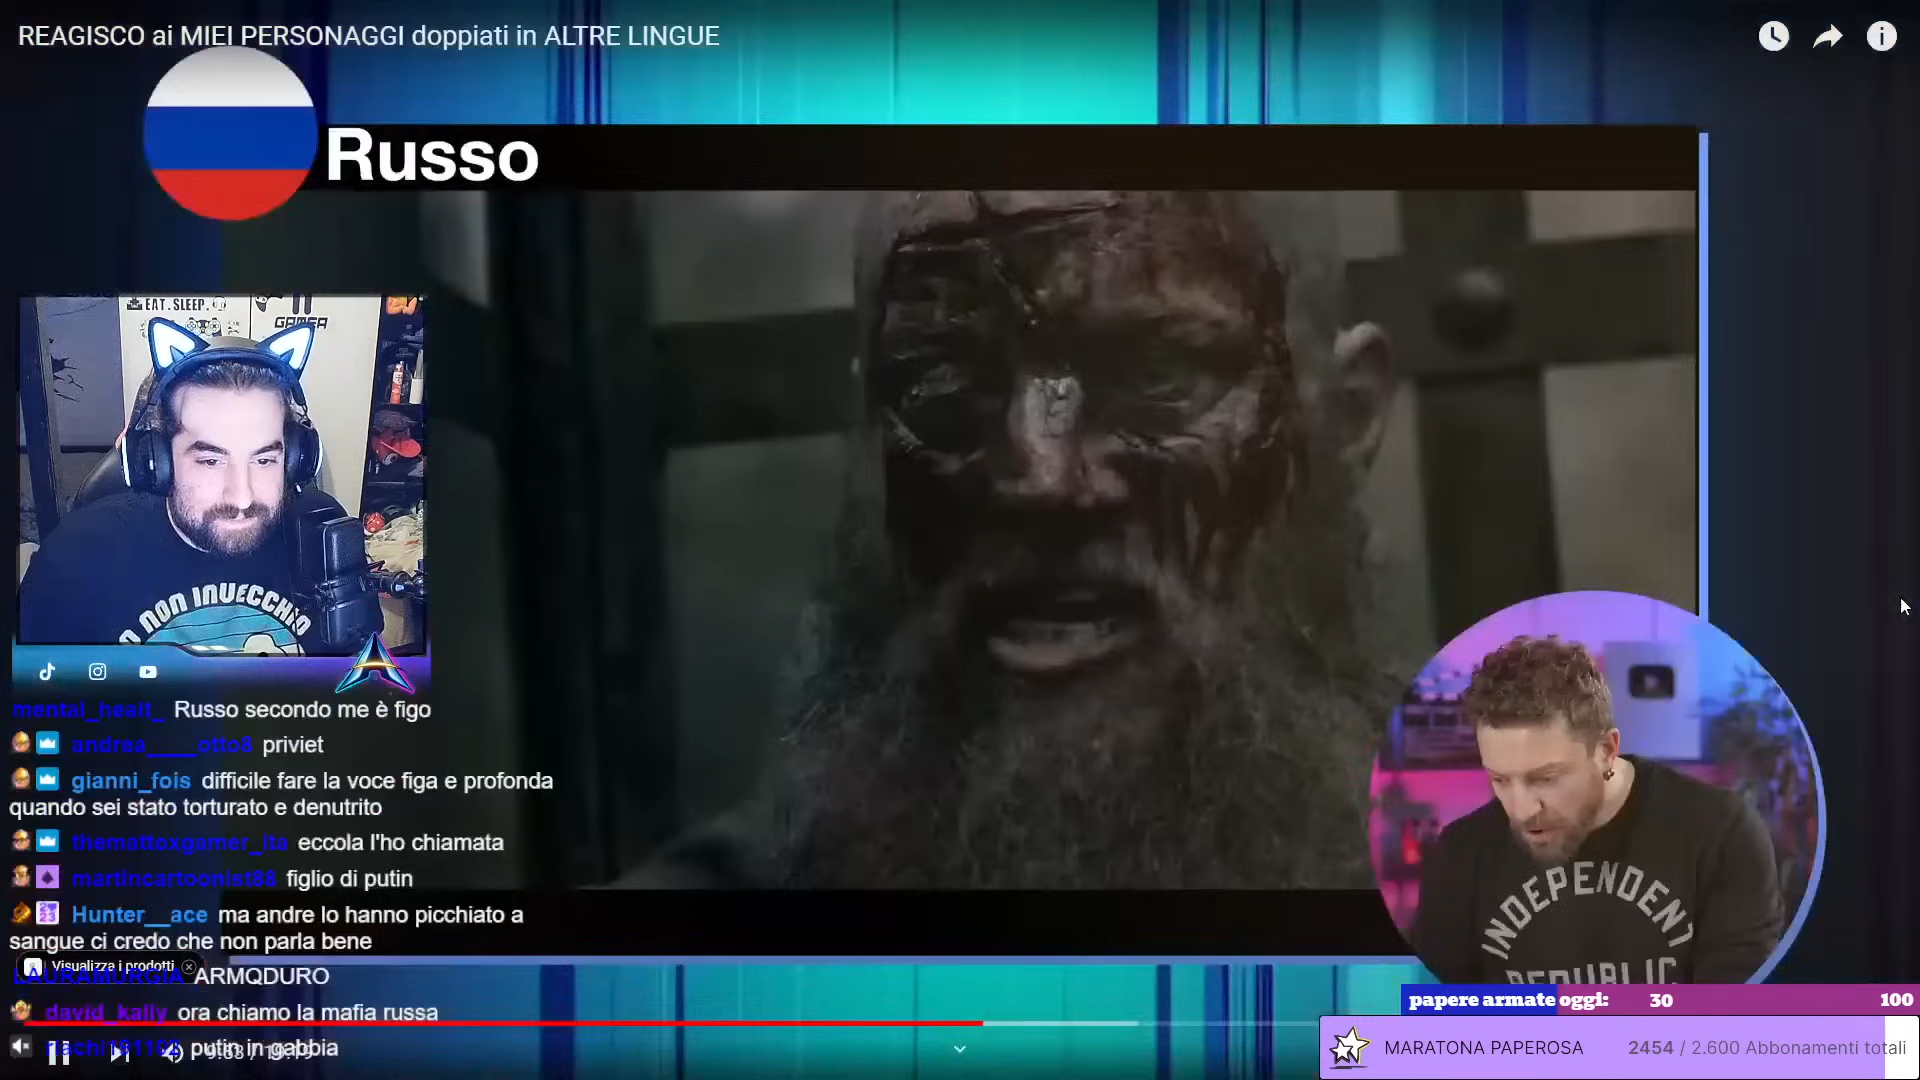 REAGISCO ai MIEI PERSONAGGI doppiati in ALTRE LINGUE
Russo
EAT.SLEEP.
GAMEA
NON INVECCHIO
mental_healt_ Russo secondo me è figo
andrea____otto8 priviet
gianni_fois difficile fare la voce figa e profonda
quando sei stato torturato e denutrito
themattoxgamer_ita eccola l'ho chiamata
martincartoonist88 figlio di putin
Hunter__ace ma andre lo hanno picchiato a
sangue ci credo che non parla bene
Visualizza i prodotti
LAURAMURGIA ARMQDURO
david_kally ora chiamo la mafia russa
putin in gabbia
INDEPENDENT
REPUBLIC
papere armate oggi: 30 100
MARATONA PAPEROSA 2454 / 2.600 Abbonamenti totali